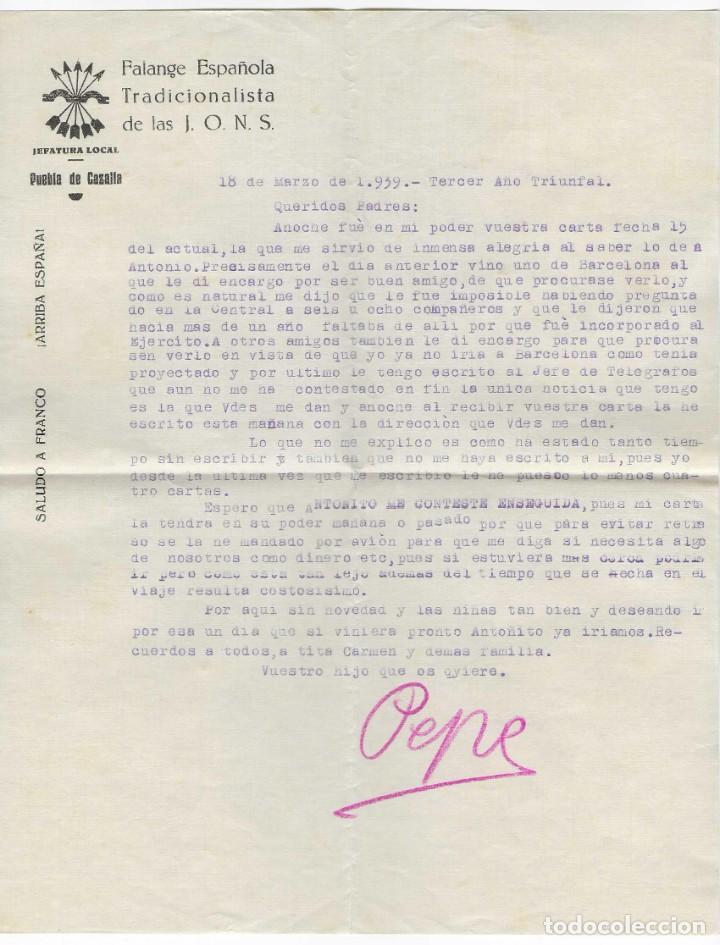 Falange Española
Tradicionalista
de las J. O. N. S.
JEFATURA LOCAL
Puebla de Cazalla
SALUDO A FRANCO ¡ARRIBA ESPAÑA!
18 de Marzo de 1.939.- Tercer Año Triunfal.
Queridos Padres;
Anoche fuè en mi poder vuestra carta fecha 15
del actual,la que me sirvio de inmensa alegria al saber lo de a
Antonio.Precisamente el dia anterior vino uno de Barcelona al
que le di encargo por ser buen amigo,de que procurase verlo,y
como es natural me dijo que le fue imposible habiendo pregunta
do en la Central a seis u ocho compañeros y que le dijeron que
hacia mas de un año faltaba de alli por que fuè incorporado al
Ejercito.A otros amigos tambien le di encargo para que procura
sen verlo en vista de que yo ya no iria a Barcelona como tenia
proyectado y por ultimo le tengo escrito al Jefe de Telegrafos
que aun no me ha contestado en fin la unica noticia que tengo
es la que Vdes me dan y anoche al recibir vuestra carta la he
escrito esta mañana con la direcciòn que Vdes me dan.
Lo que no me explico es como ha estado tanto tiem-
po sin escribir y tambien que no me haya escrito a mi,pues yo
desde la ultima vez que me escribio le he puesto lo menos cua-
tro cartas.
Espero que ANTOÑITO ME CONTESTE ENSEGUIDA,pues mi carta
la tendra en su poder mañana o pasado por que para evitar retra
so se la he mandado por aviòn para que me diga si necesita algo
de nosotros como dinero etc,pues si estuviera mas cerca podria
ir pero como esta tan lejo ademas del tiempo que se hecha en el
viaje resulta costosisimo.
Por aqui sin novedad y las niñas tan bien y deseando i
por esa un dia que si viniera pronto Antoñito ya iriamos.Re-
cuerdos a todos,a tita Carmen y demas familia.
Vuestro hijo que os qyiere.
Pepe
todocoleccion